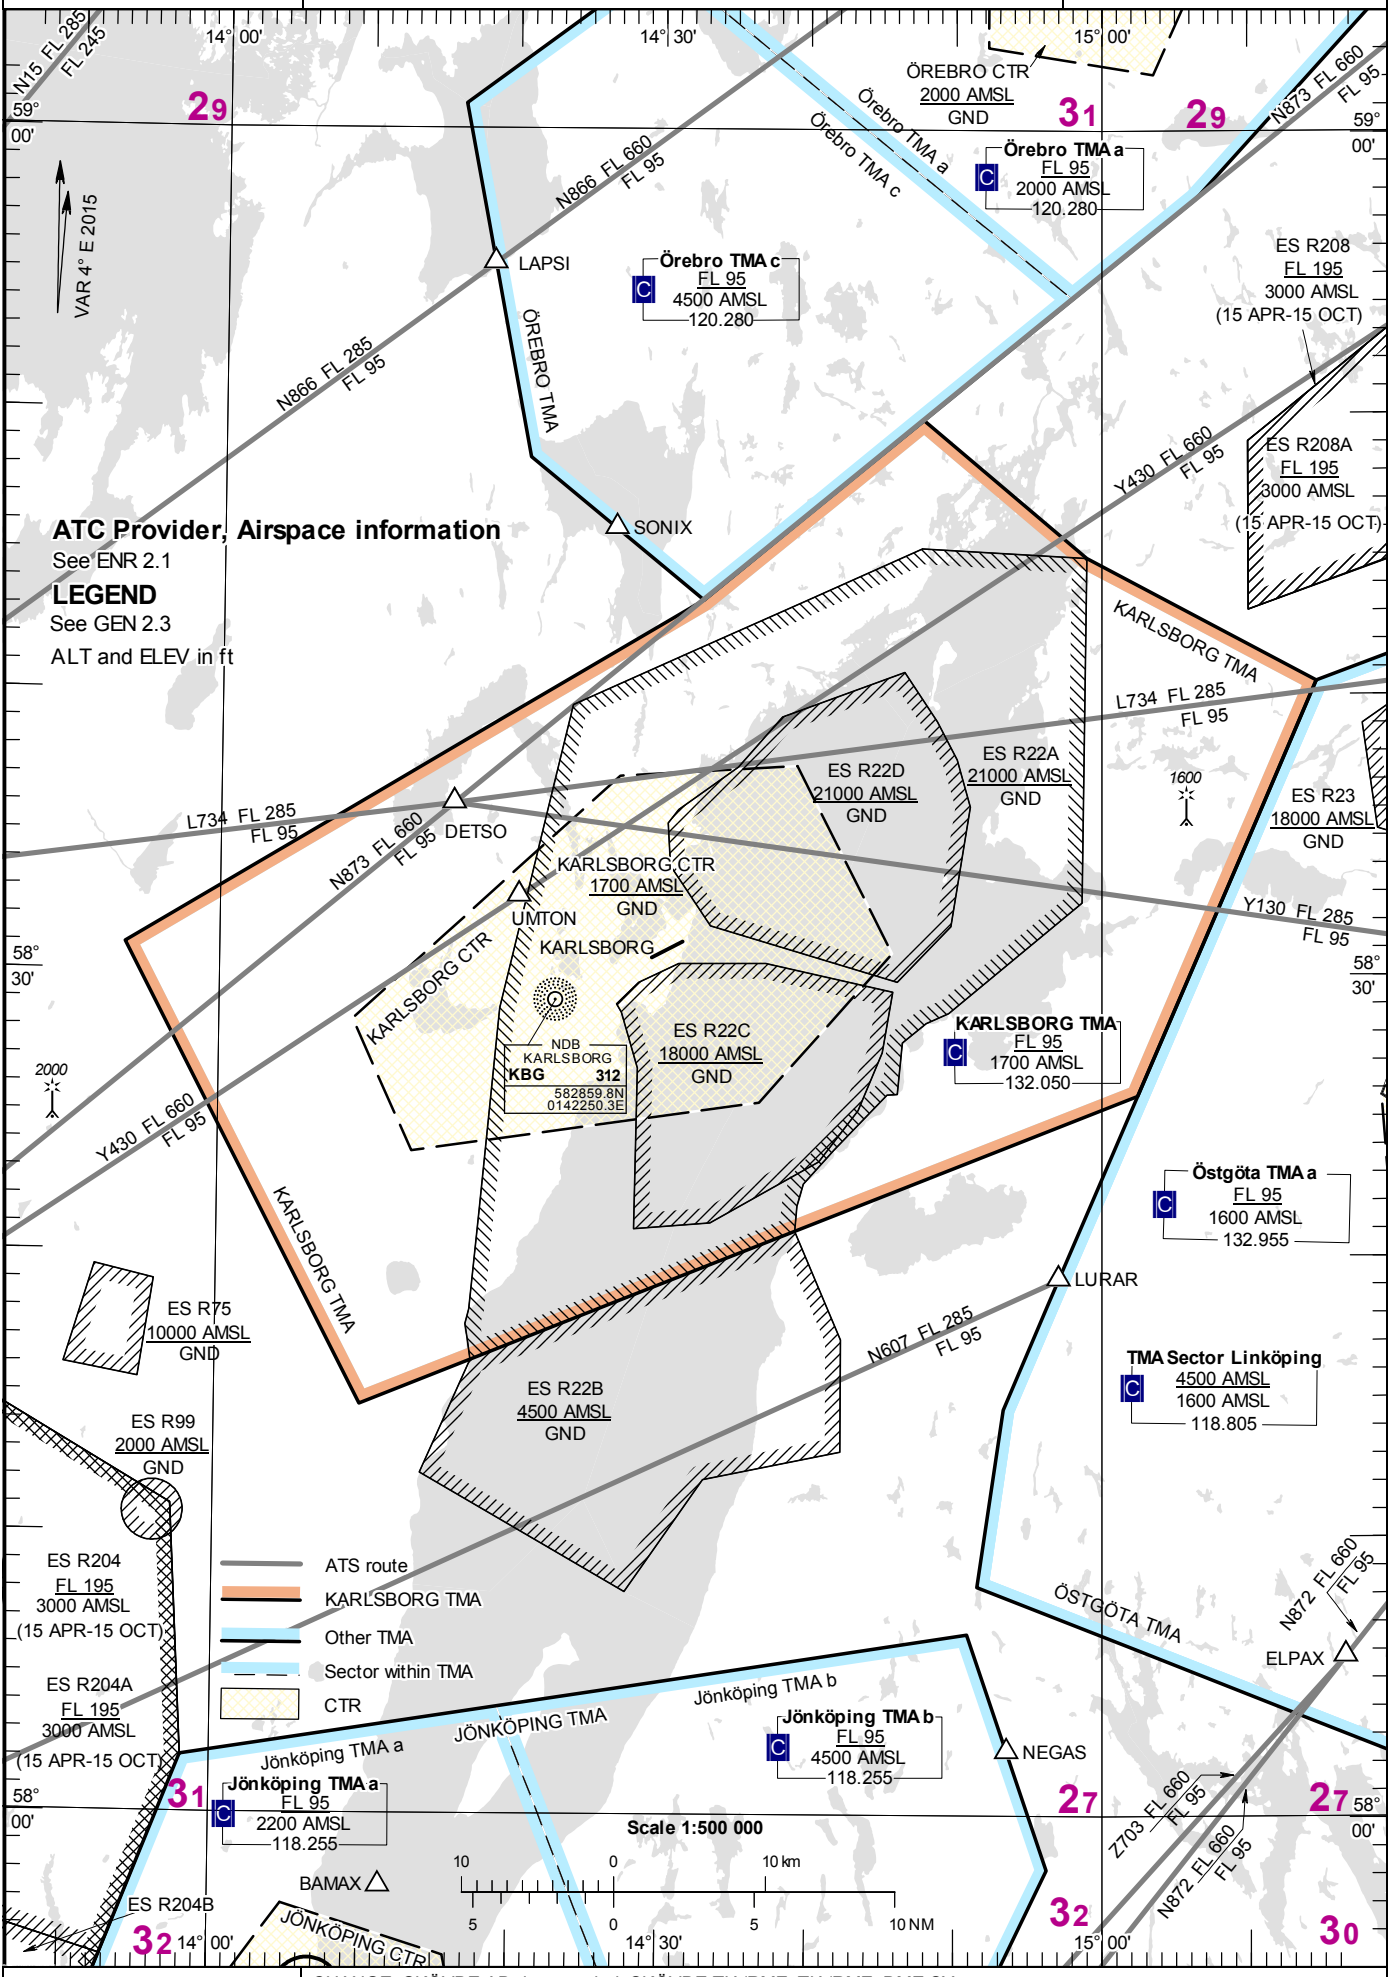 N15 FL 285
FL 245
14° 00'
14° 30'
15° 00'
59°
00'
29
VAR 4° E 2015
ÖREBRO CTR
2000 AMSL
GND
31
29
N873 FL 660
FL 95
59°
00'
Örebro TMA a
Örebro TMA c
Örebro TMA a
C
FL 95
2000 AMSL
120.280
N866 FL 660
FL 95
LAPSI
Örebro TMA c
C
FL 95
4500 AMSL
120.280
ES R208
FL 195
3000 AMSL
(15 APR-15 OCT)
ÖREBRO TMA
N866 FL 285
FL 95
Y430 FL 660
FL 95
ES R208A
FL 195
3000 AMSL
(15 APR-15 OCT)
ATC Provider, Airspace information
See ENR 2.1
LEGEND
See GEN 2.3
ALT and ELEV in ft
SONIX
KARLSBORG TMA
L734 FL 285
FL 95
ES R22D
21000 AMSL
GND
ES R22A
21000 AMSL
GND
1600
ES R23
18000 AMSL
GND
L734 FL 285
FL 95
DETSO
N873 FL 660
FL 95
KARLSBORG CTR
1700 AMSL
GND
UMTON
KARLSBORG
KARLSBORG CTR
Y130 FL 285
FL 95
58°
30'
58°
30'
NDB
KARLSBORG
KBG 312
582859.8N
0142250.3E
ES R22C
18000 AMSL
GND
KARLSBORG TMA
C
FL 95
1700 AMSL
132.050
2000
Y430 FL 660
FL 95
KARLSBORG TMA
Östgöta TMA a
C
FL 95
1600 AMSL
132.955
LURAR
ES R75
10000 AMSL
GND
N607 FL 285
FL 95
TMA Sector Linköping
C
4500 AMSL
1600 AMSL
118.805
ES R22B
4500 AMSL
GND
ES R99
2000 AMSL
GND
ES R204
FL 195
3000 AMSL
(15 APR-15 OCT)
ATS route
KARLSBORG TMA
Other TMA
Sector within TMA
CTR
ÖSTGÖTA TMA
N872 FL 660
FL 95
ELPAX
ES R204A
FL 195
3000 AMSL
(15 APR-15 OCT)
Jönköping TMA a
JÖNKÖPING TMA
Jönköping TMA b
Jönköping TMA b
C
FL 95
4500 AMSL
118.255
NEGAS
31
Jönköping TMA a
C
FL 95
2200 AMSL
118.255
58°
00'
27
Z703 FL 660
FL 95
N872 FL 660
FL 95
27
58°
00'
Scale 1:500 000
10 0 10 km
5 0 5 10 NM
BAMAX
ES R204B
JÖNKÖPING CTR
32
14° 00'
14° 30'
32
15° 00'
30